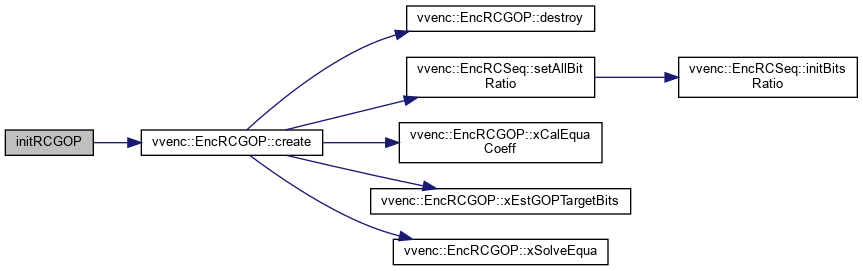 initRCGOP
vvenc::EncRCGOP::create
vvenc::EncRCGOP::destroy
vvenc::EncRCSeq::setAllBit
Ratio
vvenc::EncRCSeq::initBits
Ratio
vvenc::EncRCGOP::xCalEqua
Coeff
vvenc::EncRCGOP::xEstGOPTargetBits
vvenc::EncRCGOP::xSolveEqua